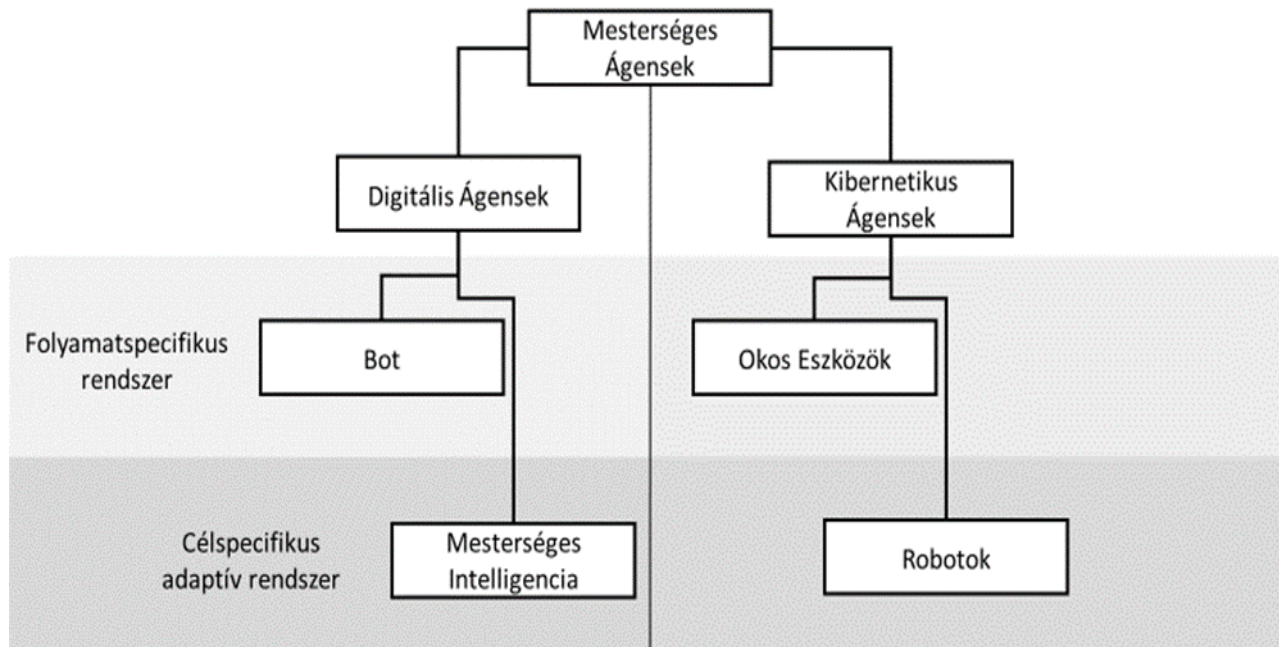 Mesterséges
Ágensek
Digitális Ágensek
Kibernetikus
Ágensek
Folyamatspecifikus
rendszer
Bot
Okos Eszközök
Célspecifikus
adaptív rendszer
Mesterséges
Intelligencia
Robotok